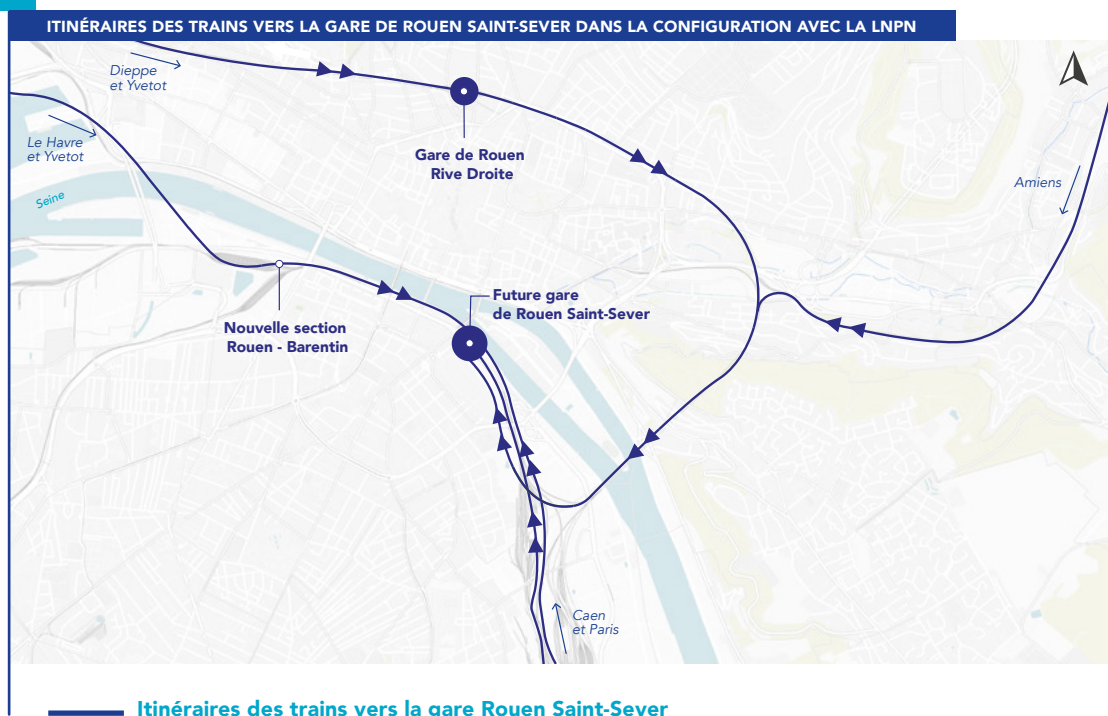 ITINÉRAIRES DES TRAINS VERS LA GARE DE ROUEN SAINT-SEVER DANS LA CONFIGURATION AVEC LA LNPN
Dieppe
et Yvetot
Le Havre
et Yvetot
Seine
Gare de Rouen
Rive Droite
Amiens
Future gare
de Rouen Saint-Sever
Nouvelle section
Rouen - Barentin
Caen
et Paris
Itinéraires des trains vers la gare Rouen Saint-Sever